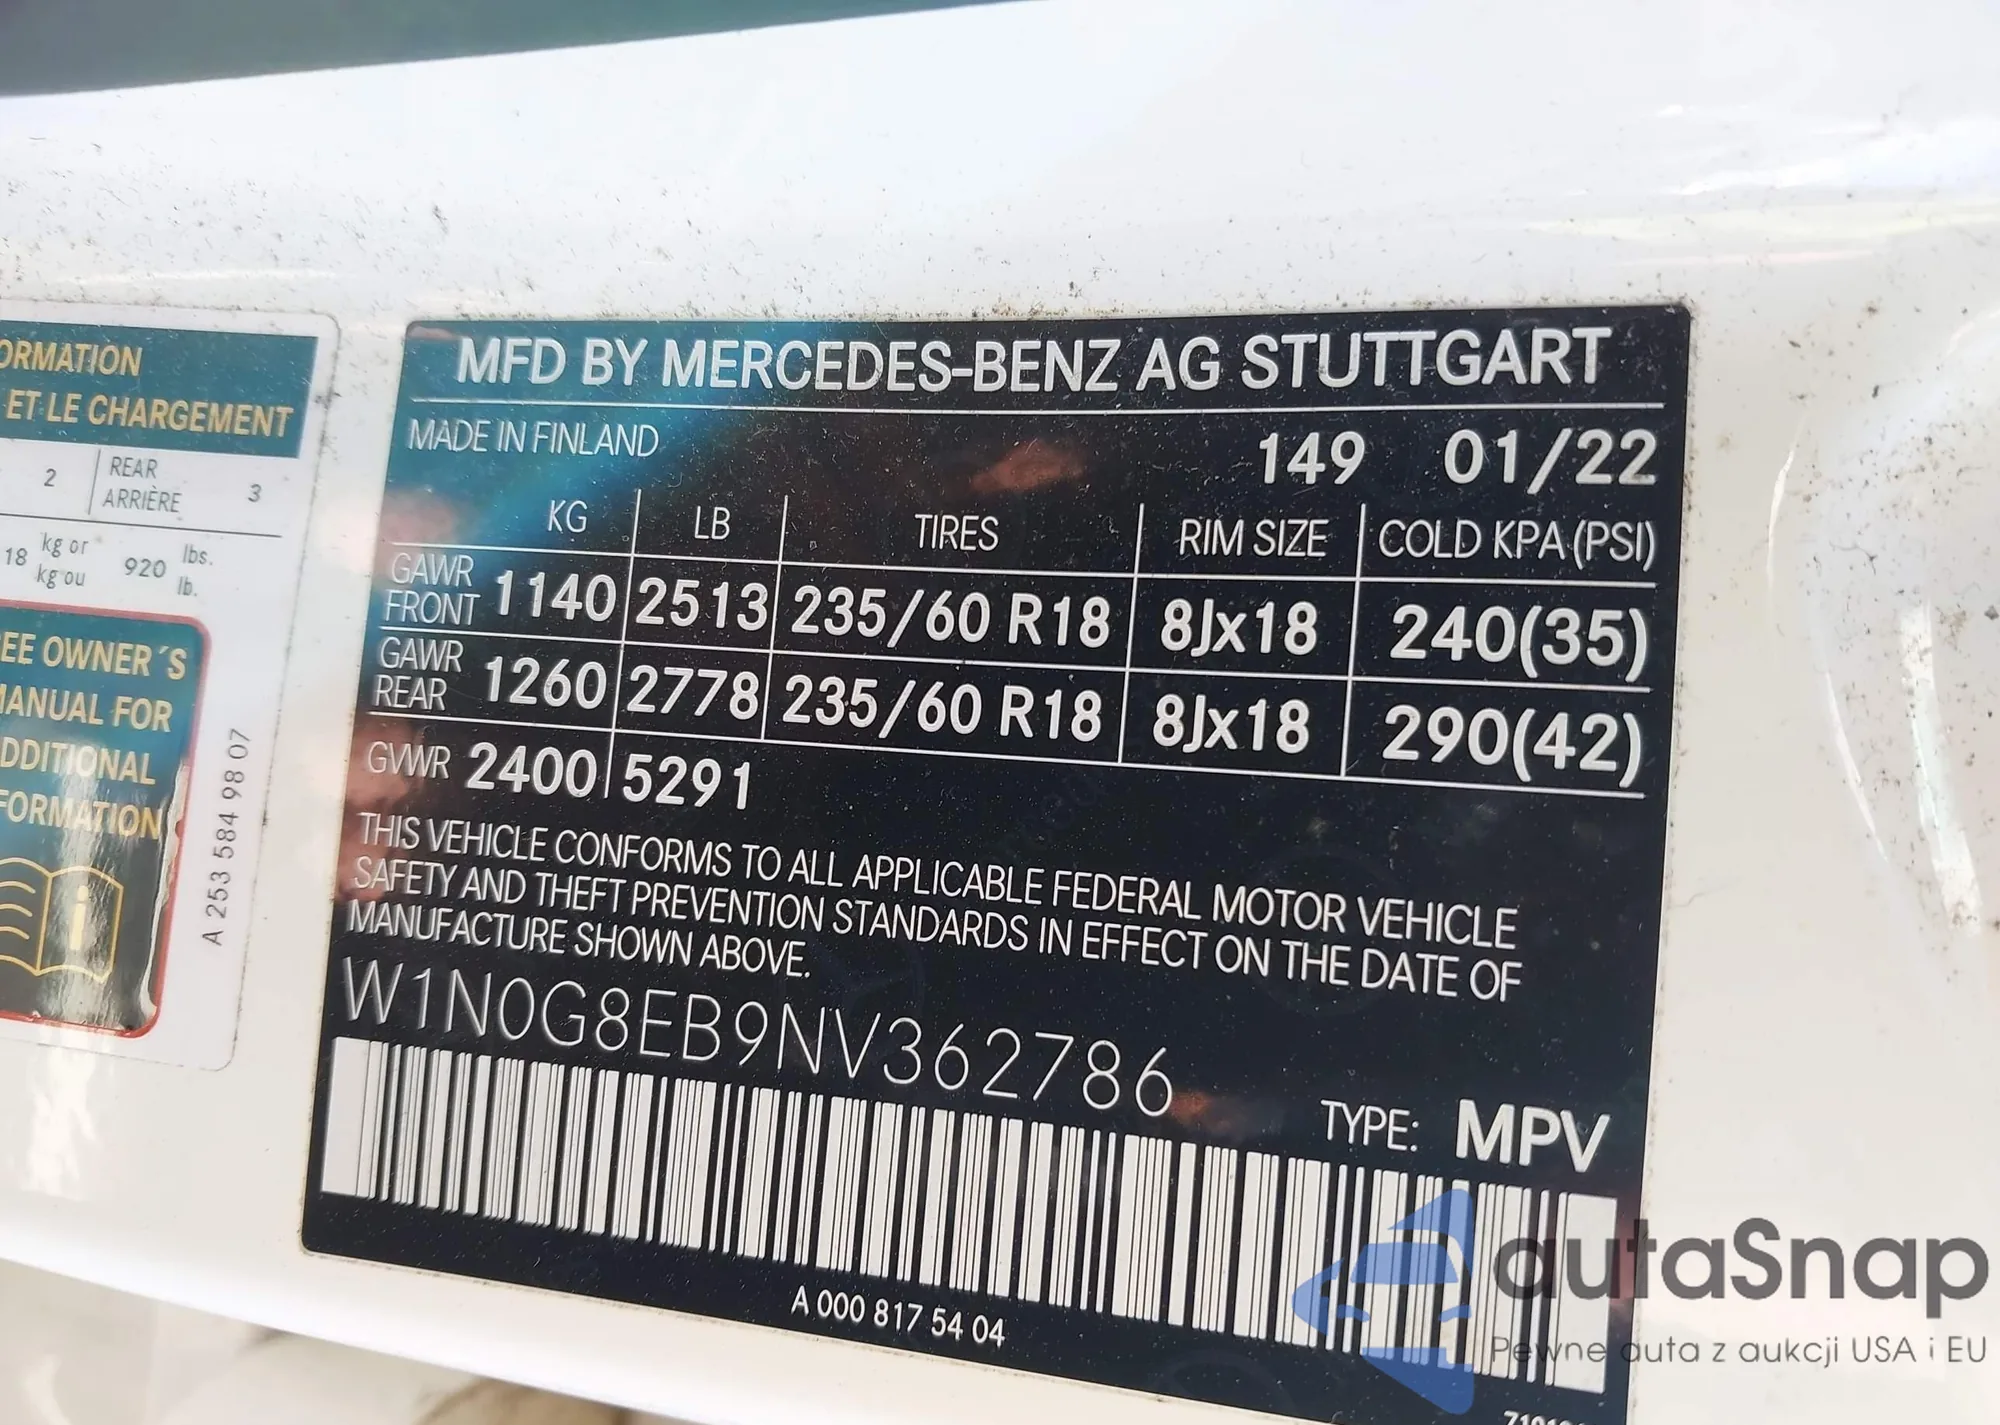 ORMATION
ET LE CHARGEMENT
2 REAR 3
ARRIÈRE
18 kg or 920 lbs.
kg ou lb.
EE OWNER´S
ANUAL FOR
DDITIONAL
FORMATION
A 253 584 98 07
MFD BY MERCEDES-BENZ AG STUTTGART
MADE IN FINLAND 149 01/22
KG LB TIRES RIM SIZE COLD KPA (PSI)
GAWR FRONT 1140 2513 235/60 R18 8Jx18 240(35)
GAWR REAR 1260 2778 235/60 R18 8Jx18 290(42)
GVWR 2400 5291
THIS VEHICLE CONFORMS TO ALL APPLICABLE FEDERAL MOTOR VEHICLE
SAFETY AND THEFT PREVENTION STANDARDS IN EFFECT ON THE DATE OF
MANUFACTURE SHOWN ABOVE.
W1N0G8EB9NV362786
TYPE: MPV
A 000 817 54 04
autaSnap
Pewne auta z aukcji USA i EU